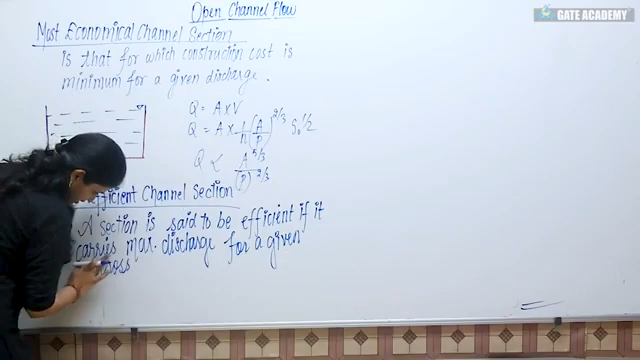 Open Channel Flow
GATE ACADEMY
Most Economical Channel Section
is that for which construction cost is
minimum for a given discharge.
Q = A x V
Q = A x 1/n (A/P)^2/3 S₀^1/2
Q ∝ A^5/3 / (P)^2/3
Channel Section
A section is said to be efficient if it
carries max. discharge for a given